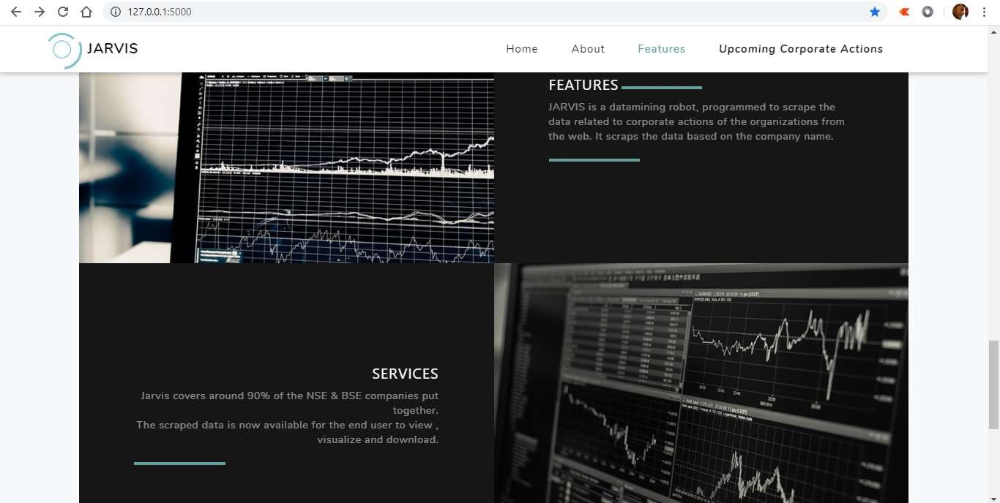 127.0.0.1:5000
JARVIS
Home About Features Upcoming Corporate Actions
FEATURES
JARVIS is a datamining robot, programmed to scrape the
data related to corporate actions of the organizations from
the web. It scraps the data based on the company name.
SERVICES
Jarvis covers around 90% of the NSE & BSE companies put
together.
The scraped data is now available for the end user to view ,
visualize and download.